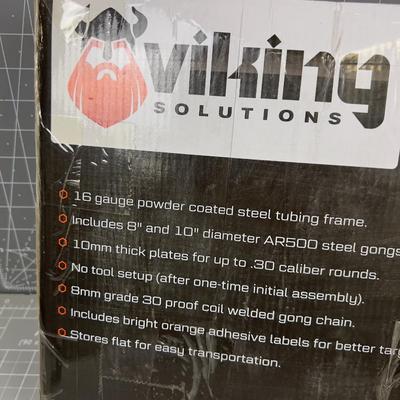 viking
SOLUTIONS
16 gauge powder coated steel tubing frame.
Includes 8" and 10" diameter AR500 steel gongs
10mm thick plates for up to .30 caliber rounds.
No tool setup (after one-time initial assembly).
8mm grade 30 proof coil welded gong chain.
Includes bright orange adhesive labels for better tar
Stores flat for easy transportation.